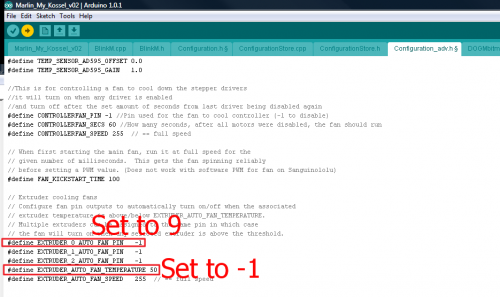 Marlin_My_Kossel_v02 | Arduino 1.0.1
File Edit Sketch Tools Help
Marlin_My_Kossel_v02 BlinkM.cpp BlinkM.h Configuration.h § ConfigurationStore.cpp ConfigurationStore.h Configuration_adv.h §
#define TEMP_SENSOR_AD595_OFFSET 0.0
#define TEMP_SENSOR_AD595_GAIN 1.0
//This is for controlling a fan to cool down the stepper drivers
//it will turn on when any driver is enabled
//and turn off after the set amount of seconds from last driver being disabled again
#define CONTROLLERFAN_PIN -1 //Pin used for the fan to cool controller (-1 to disable)
#define CONTROLLERFAN_SECS 60 //How many seconds, after all motors were disabled, the fan should run
#define CONTROLLERFAN_SPEED 255 // == full speed
// When first starting the main fan, run it at full speed for the
// given number of milliseconds. This gets the fan spinning reliably
// before setting a PWM value. (Does not work with software PWM for fan on Sanguinololu)
#define FAN_KICKSTART_TIME 100
// Extruder cooling fans
// Configure fan pin outputs to automatically turn on/off when the associated
// extruder temperature is above/below EXTRUDER_AUTO_FAN_TEMPERATURE.
// Multiple extruders same pin in which case
// the fan will turn on extruder is above the threshold.
Set to 9
#define EXTRUDER_0_AUTO_FAN_PIN -1
#define EXTRUDER_1_AUTO_FAN_PIN -1
#define EXTRUDER_2_AUTO_FAN_PIN -1
#define EXTRUDER_AUTO_FAN_TEMPERATURE 50
Set to -1
#define EXTRUDER_AUTO_FAN_SPEED 255 // == full speed